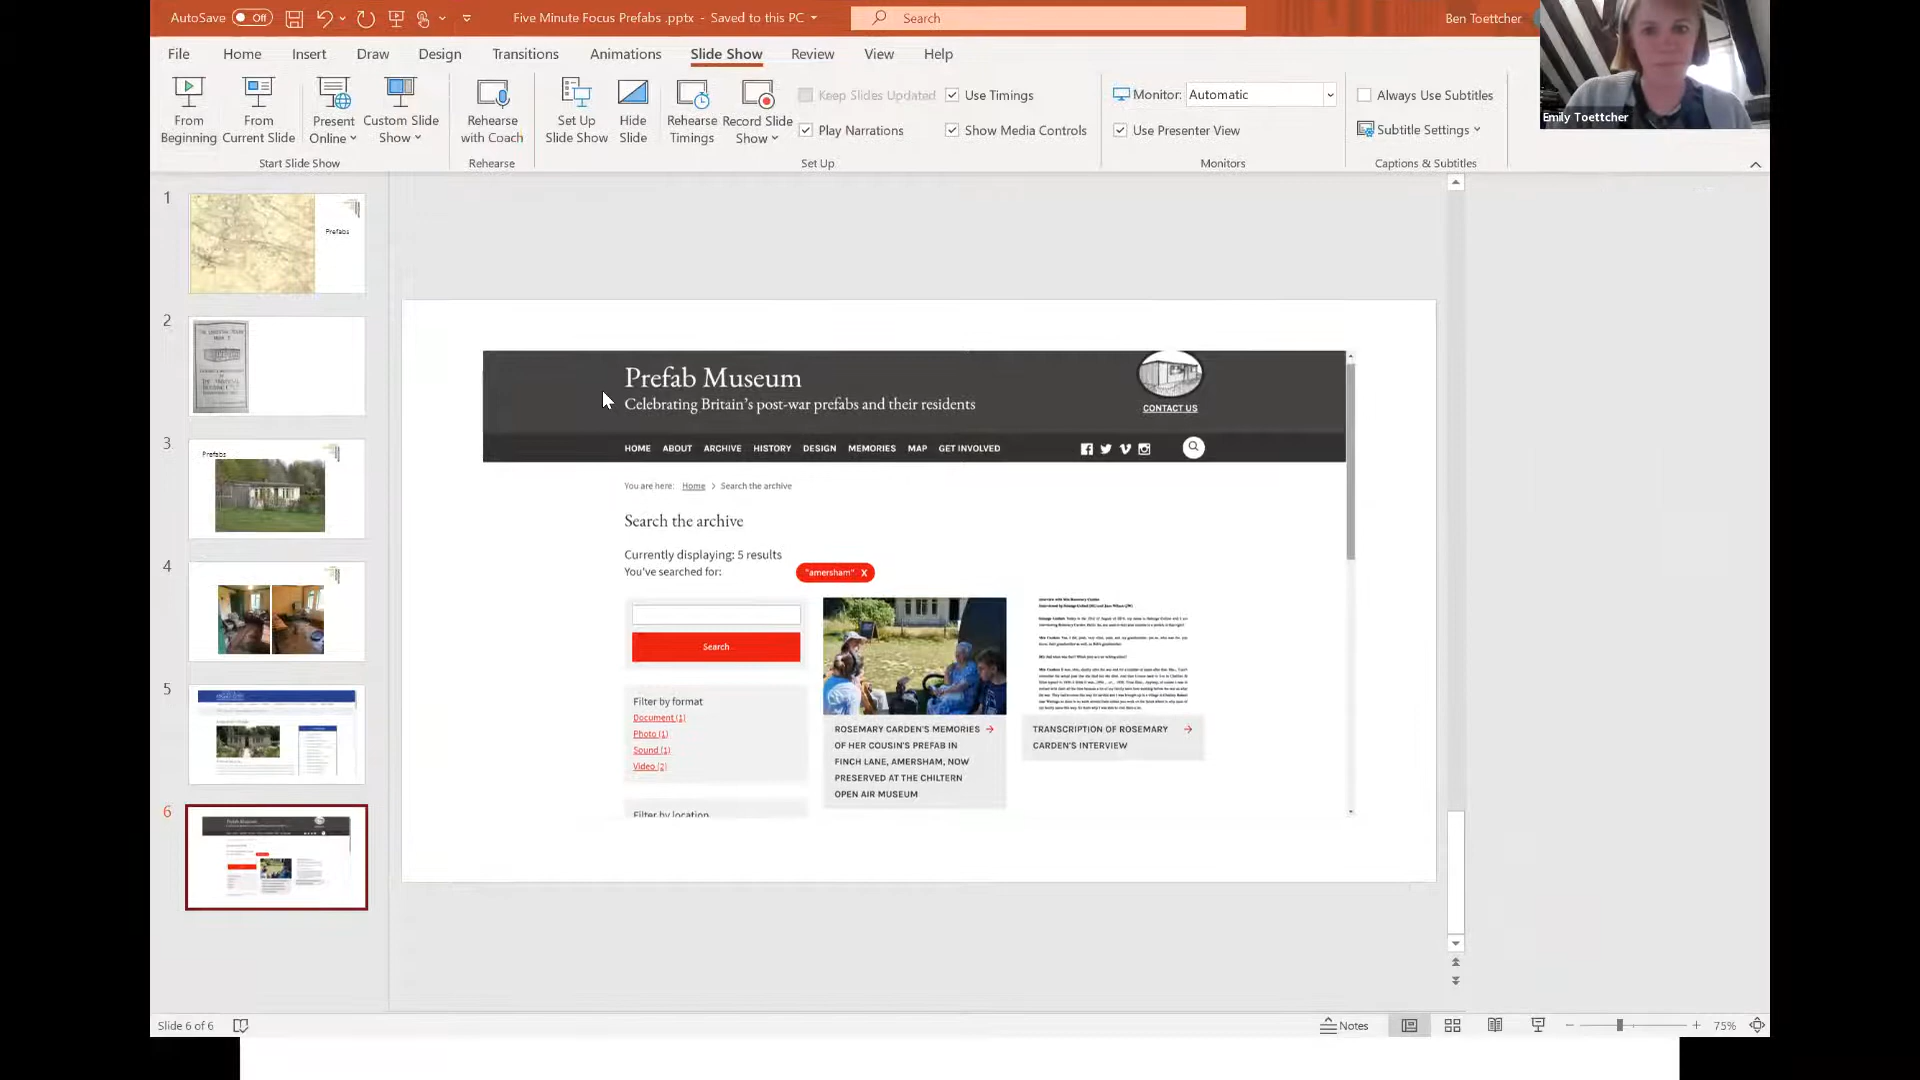 AutoSave Off
Five Minute Focus Prefabs .pptx - Saved to this PC
Search
Ben Toettcher
File Home Insert Draw Design Transitions Animations Slide Show Review View Help
From Beginning
From Current Slide
Present Online
Custom Slide Show
Start Slide Show
Rehearse with Coach
Rehearse
Set Up Slide Show
Hide Slide
Rehearse Timings
Record Slide Show
Keep Slides Updated
Play Narrations
Use Timings
Show Media Controls
Set Up
Monitor: Automatic
Use Presenter View
Monitors
Always Use Subtitles
Subtitle Settings
Captions & Subtitles
Emily Toettcher
1
Prefabs
2
3
Prefabs
4
5
6
Prefab Museum
Celebrating Britain's post-war prefabs and their residents
CONTACT US
HOME ABOUT ARCHIVE HISTORY DESIGN MEMORIES MAP GET INVOLVED
You are here: Home > Search the archive
Search the archive
Currently displaying: 5 results
You've searched for: "amersham" X
Search
Filter by format
Document (1)
Photo (1)
Sound (1)
Video (2)
Filter by location
ROSEMARY CARDEN'S MEMORIES
OF HER COUSIN'S PREFAB IN
FINCH LANE, AMERSHAM, NOW
PRESERVED AT THE CHILTERN
OPEN AIR MUSEUM
TRANSCRIPTION OF ROSEMARY
CARDEN'S INTERVIEW
Slide 6 of 6
Notes
75%